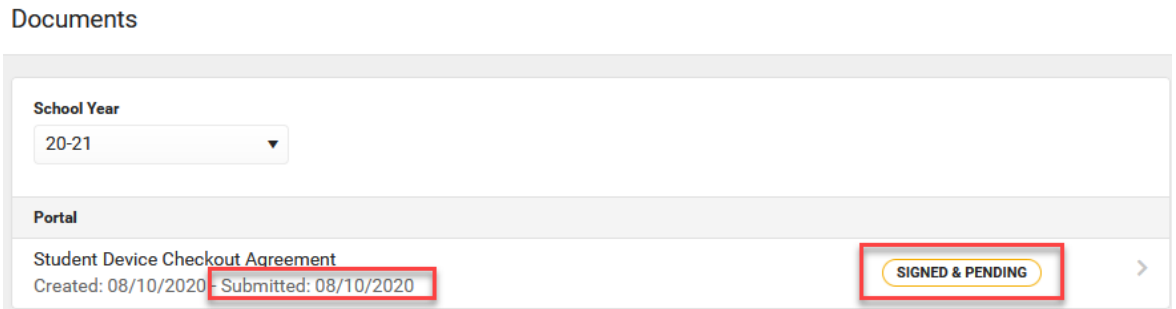 Documents
School Year
20-21
Portal
Student Device Checkout Agreement
Created: 08/10/2020 - Submitted: 08/10/2020
SIGNED & PENDING